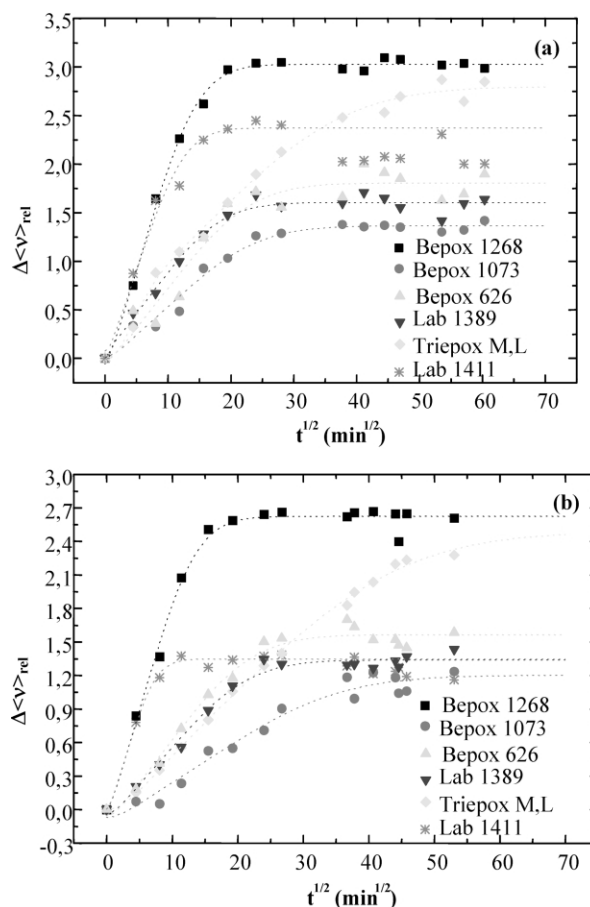 (a)
3,5
3,0
2,5
2,0
1,5
1,0
0,5
0,0
Δ<ν>rel
Bepox 1268
Bepox 1073
Bepox 626
Lab 1389
Triepox M,L
Lab 1411
0 10 20 30 40 50 60 70
t1/2 (min1/2)
(b)
3,0
2,7
2,4
2,1
1,8
1,5
1,2
0,9
0,6
0,3
0,0
-0,3
Δ<ν>rel
Bepox 1268
Bepox 1073
Bepox 626
Lab 1389
Triepox M,L
Lab 1411
0 10 20 30 40 50 60 70
t1/2 (min1/2)